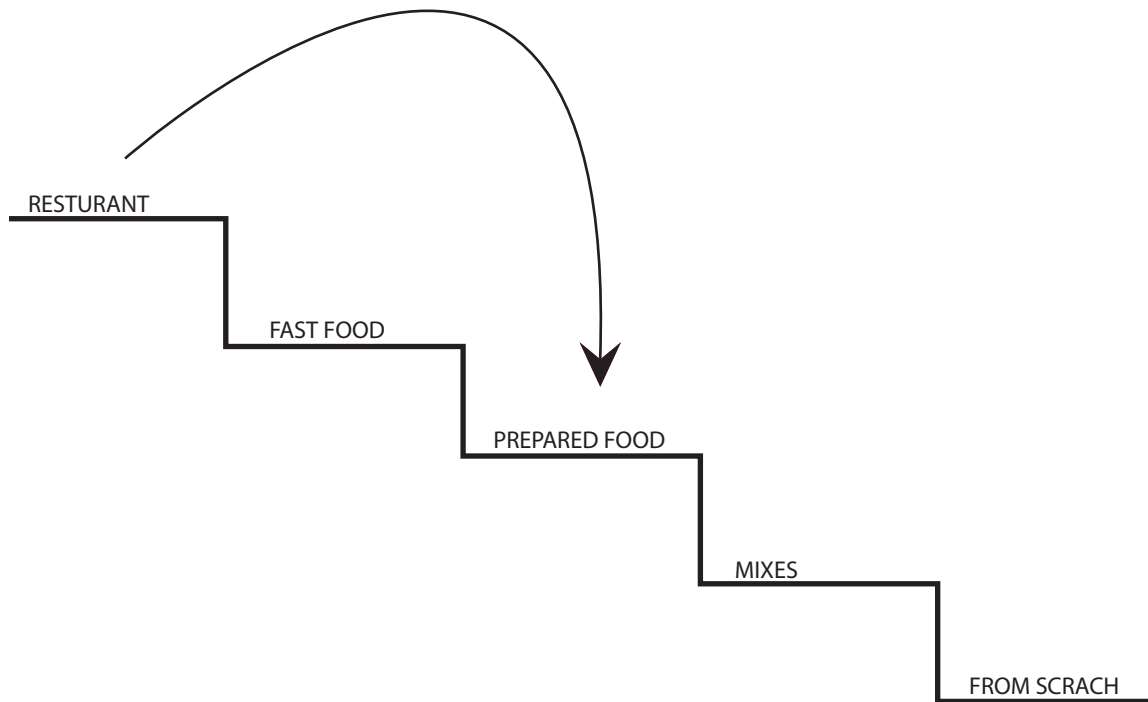 RESTURANT
FAST FOOD
PREPARED FOOD
MIXES
FROM SCRACH